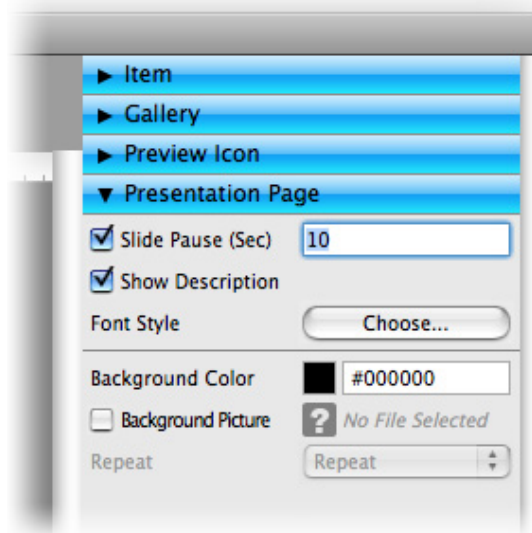 ▶ Item
▶ Gallery
▶ Preview Icon
▼ Presentation Page
Slide Pause (Sec) 10
Show Description
Font Style Choose...
Background Color #000000
Background Picture ? No File Selected
Repeat Repeat